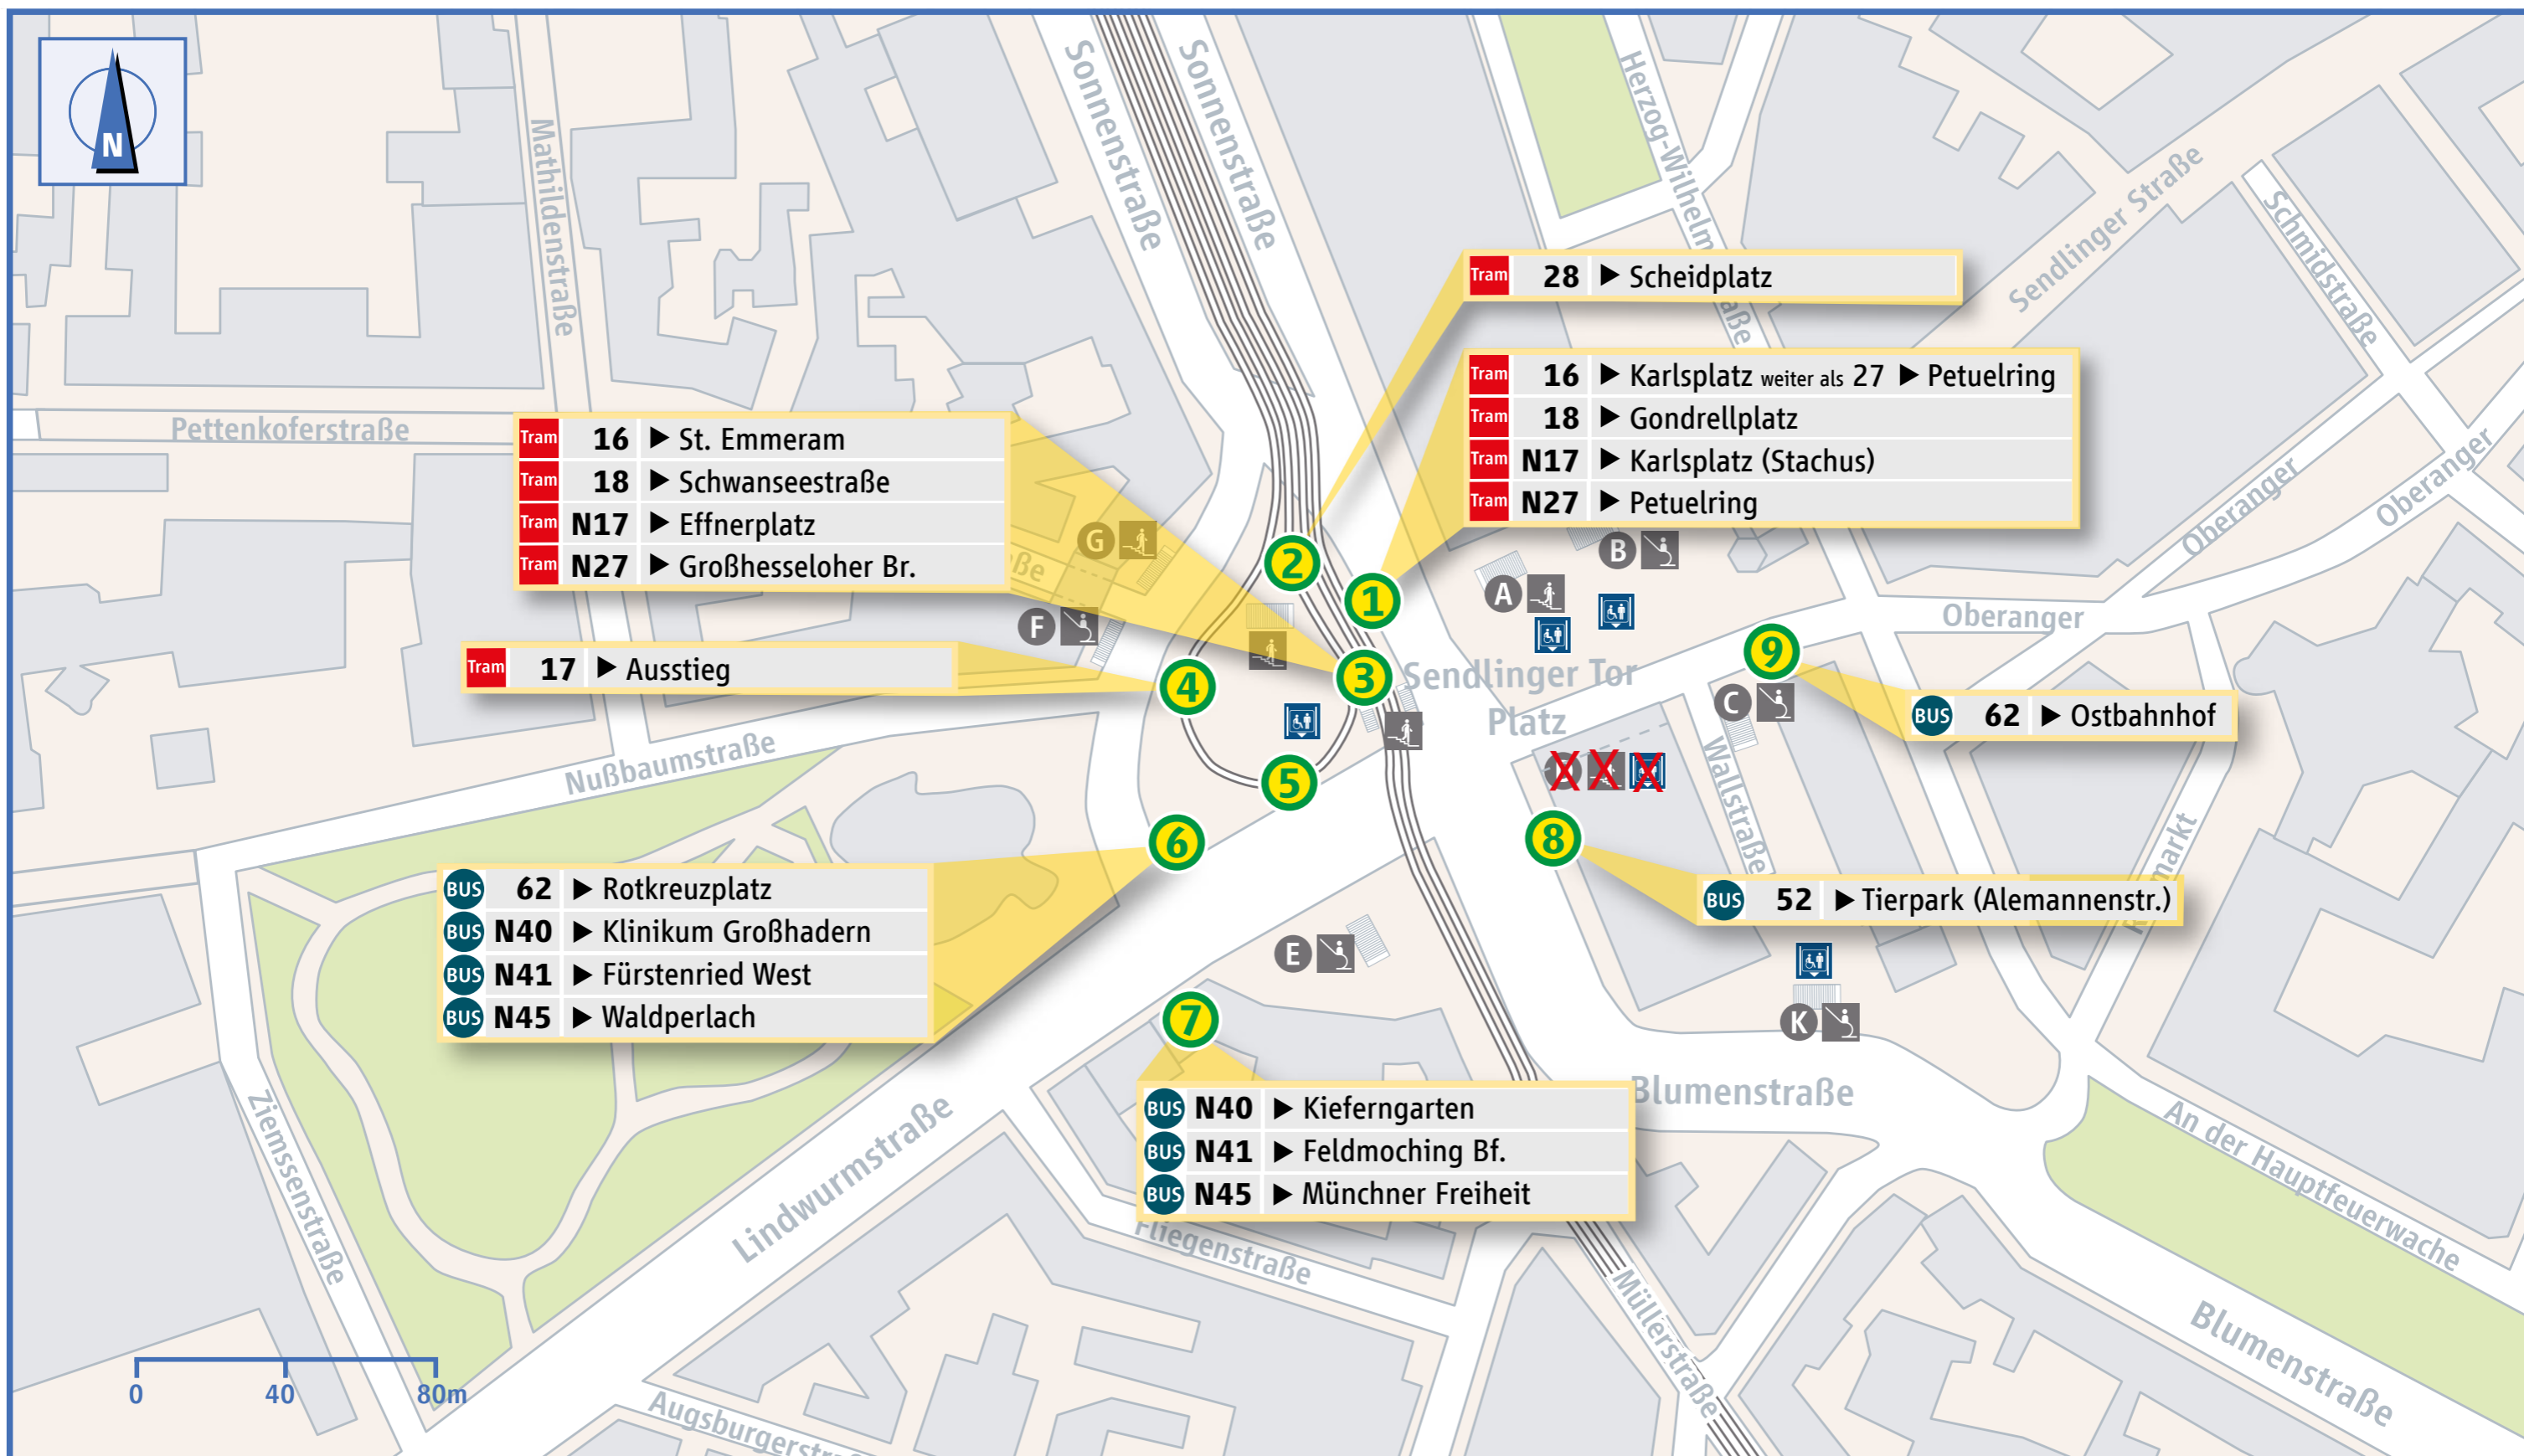 N
Sonnenstraße
Sonnenstraße
Herzog-Wilhelm-
Mathildenstraße
Sendlinger Straße
Schmidstraße
Tram 28 ▶ Scheidplatz
Tram 16 ▶ Karlsplatz weiter als 27 ▶ Petuelring
Tram 18 ▶ Gondrellplatz
Tram N17 ▶ Karlsplatz (Stachus)
Tram N27 ▶ Petuelring
Pettenkoferstraße
Tram 16 ▶ St. Emmeram
Tram 18 ▶ Schwanseestraße
Tram N17 ▶ Effnerplatz
Tram N27 ▶ Großhesseloher Br.
Oberanger
Oberanger
Oberanger
G
B
2
1
A
F
9
Tram 17 ▶ Ausstieg
4
3
Sendlinger Tor
Platz
C
BUS 62 ▶ Ostbahnhof
Nußbaumstraße
5
Wallstraße
6
8
BUS 62 ▶ Rotkreuzplatz
BUS N40 ▶ Klinikum Großhadern
BUS N41 ▶ Fürstenried West
BUS N45 ▶ Waldperlach
BUS 52 ▶ Tierpark (Alemannenstr.)
markt
E
K
7
BUS N40 ▶ Kieferngarten
BUS N41 ▶ Feldmoching Bf.
BUS N45 ▶ Münchner Freiheit
Blumenstraße
An der Hauptfeuerwache
Ziemssenstraße
Lindwurmstraße
Fliegenstraße
Müllerstraße
Blumenstraße
0 40 80m
Augsburgerstra